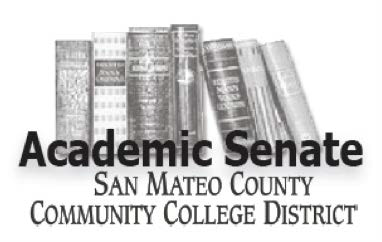 Academic Senate
SAN MATEO COUNTY
COMMUNITY COLLEGE DISTRICT